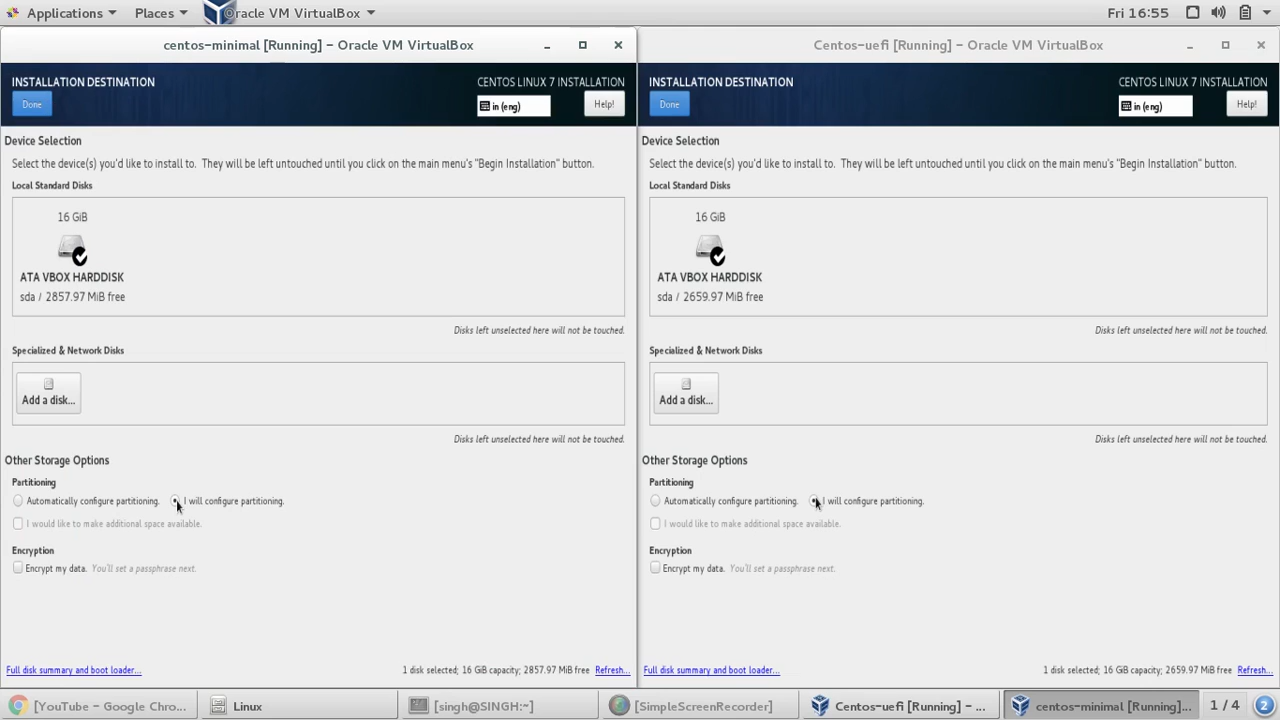 Applications Places Oracle VM VirtualBox Fri 16:55
centos-minimal [Running] – Oracle VM VirtualBox
INSTALLATION DESTINATION CENTOS LINUX 7 INSTALLATION
Done in (eng) Help!
Device Selection
Select the device(s) you'd like to install to. They will be left untouched until you click on the main menu's "Begin Installation" button.
Local Standard Disks
16 GiB
ATA VBOX HARDDISK
sda / 2857.97 MiB free
Disks left unselected here will not be touched.
Specialized & Network Disks
Add a disk...
Disks left unselected here will not be touched.
Other Storage Options
Partitioning
Automatically configure partitioning. I will configure partitioning.
I would like to make additional space available.
Encryption
Encrypt my data. You'll set a passphrase next.
Full disk summary and boot loader... 1 disk selected; 16 GiB capacity; 2857.97 MiB free Refresh...
Centos-uefi [Running] – Oracle VM VirtualBox
INSTALLATION DESTINATION CENTOS LINUX 7 INSTALLATION
Done in (eng) Help!
Device Selection
Select the device(s) you'd like to install to. They will be left untouched until you click on the main menu's "Begin Installation" button.
Local Standard Disks
16 GiB
ATA VBOX HARDDISK
sda / 2659.97 MiB free
Disks left unselected here will not be touched.
Specialized & Network Disks
Add a disk...
Disks left unselected here will not be touched.
Other Storage Options
Partitioning
Automatically configure partitioning. I will configure partitioning.
I would like to make additional space available.
Encryption
Encrypt my data. You'll set a passphrase next.
Full disk summary and boot loader... 1 disk selected; 16 GiB capacity; 2659.97 MiB free Refresh...
[YouTube – Google Chro... Linux [singh@SINGH:~] [SimpleScreenRecorder] Centos-uefi [Running] – ... centos-minimal [Running]... 1 / 4 2